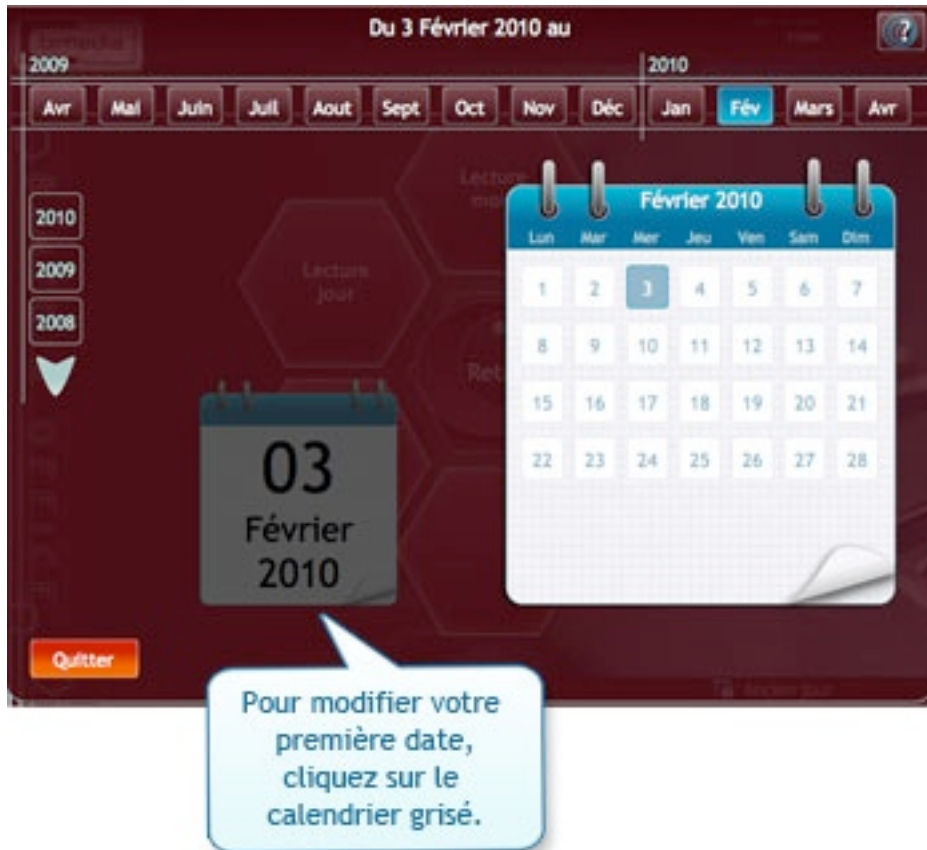 Du 3 Février 2010 au
?
2009
2010
Avr Mai Juin Juil Aout Sept Oct Nov Déc Jan Fév Mars Avr
2010
2009
2008
Lecture
Lecture
jour
Février 2010
Lun Mar Mer Jeu Ven Sam Dim
1 2 3 4 5 6 7
8 9 10 11 12 13 14
15 16 17 18 19 20 21
22 23 24 25 26 27 28
03
Février
2010
Quitter
Pour modifier votre
première date,
cliquez sur le
calendrier grisé.